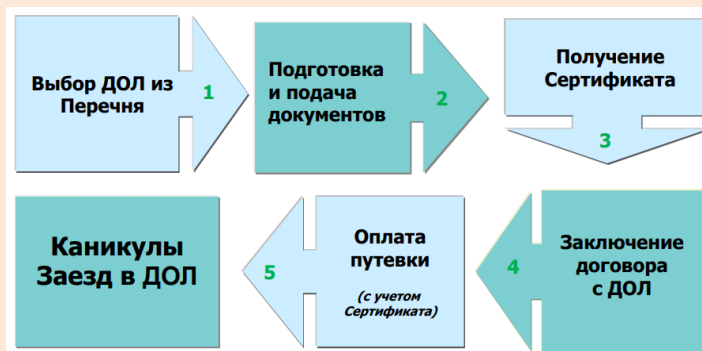 Выбор ДОЛ из
Перечня
1
Подготовка
и подача
документов
2
Получение
Сертификата
3
Заключение
договора
с ДОЛ
4
Оплата
путевки
(с учетом
Сертификата)
5
Каникулы
Заезд в ДОЛ